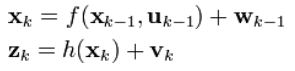 x_k = f(x_{k-1}, u_{k-1}) + w_{k-1}
z_k = h(x_k) + v_k